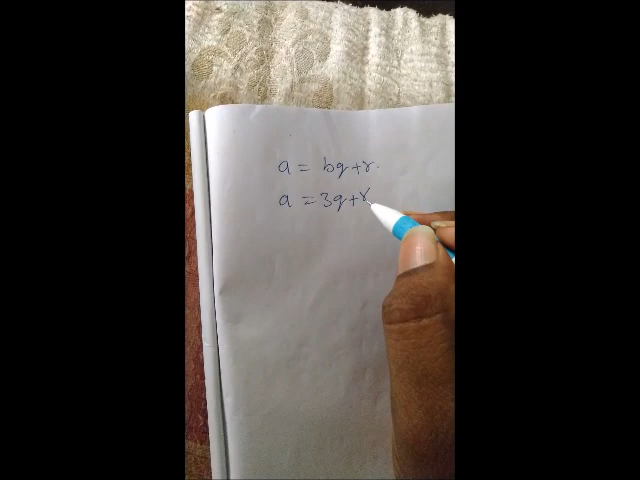 a = bq+r.
a = 3q+r